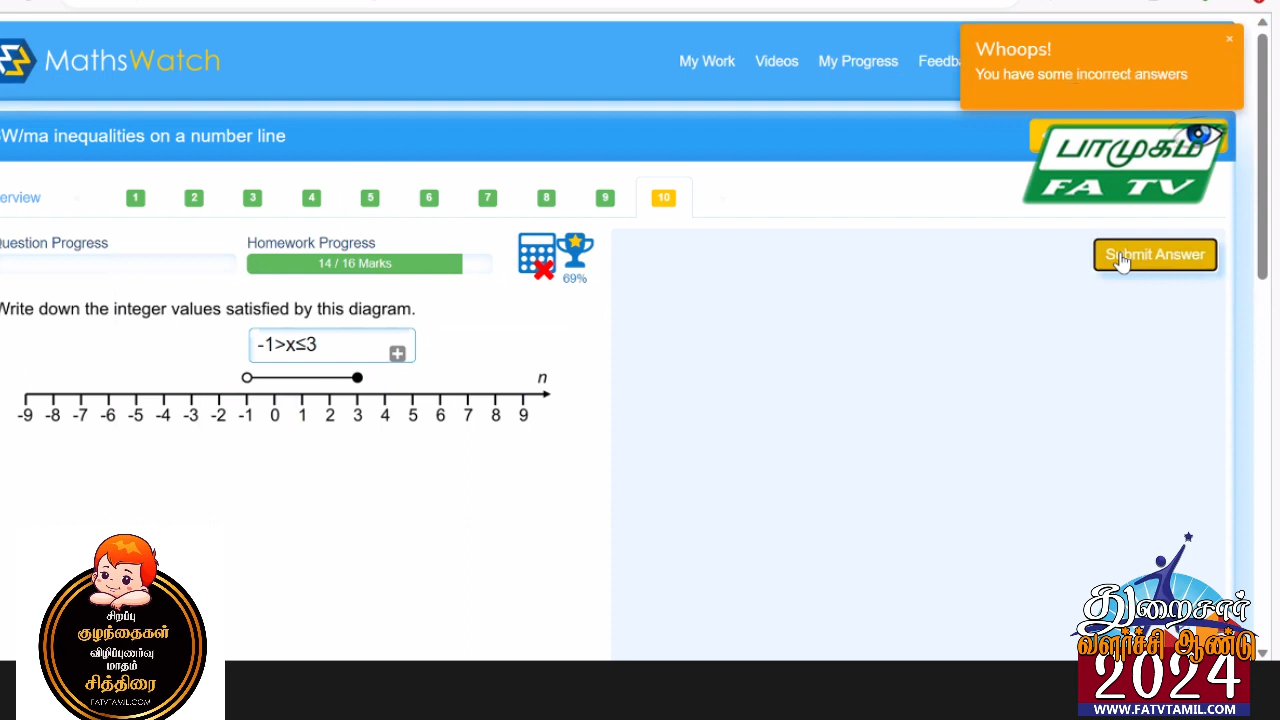 MathsWatch
My Work Videos My Progress Feedba
Whoops!
You have some incorrect answers
×
W/ma inequalities on a number line
பாமுகம்
FA TV
erview 1 2 3 4 5 6 7 8 9 10
uestion Progress
Homework Progress
14 / 16 Marks
69%
Submit Answer
Write down the integer values satisfied by this diagram.
-1>x≤3
n
-9 -8 -7 -6 -5 -4 -3 -2 -1 0 1 2 3 4 5 6 7 8 9
சிறப்பு
குழந்தைகள்
விழிப்புணர்வு
மாதம்
சித்திரை
FATVTAMIL.COM
துறைசார்
வளர்ச்சி ஆண்டு
2024
WWW.FATVTAMIL.COM